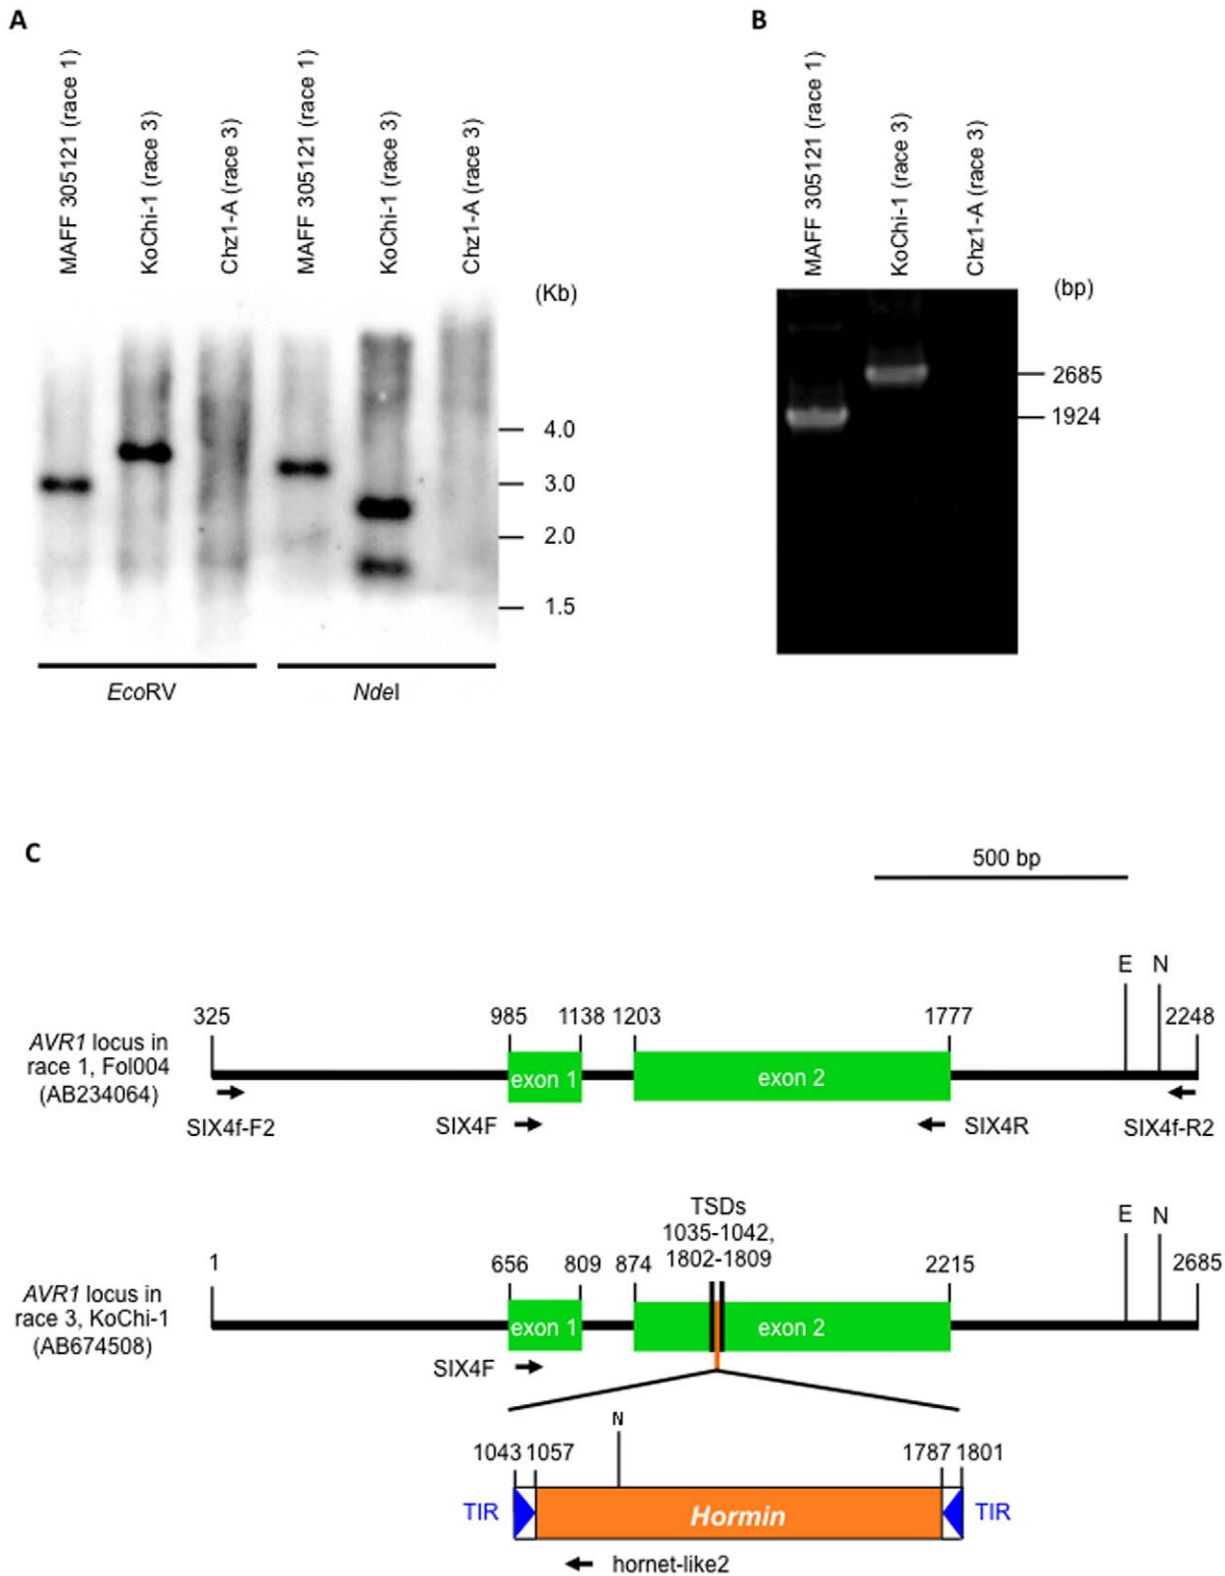 A
B
MAFF 305121 (race 1)
KoChi-1 (race 3)
Chz1-A (race 3)
MAFF 305121 (race 1)
KoChi-1 (race 3)
Chz1-A (race 3)
(Kb)
4.0
3.0
2.0
1.5
EcoRV
NdeI
MAFF 305121 (race 1)
KoChi-1 (race 3)
Chz1-A (race 3)
(bp)
2685
1924
C
500 bp
E N
325 985 1138 1203 1777 2248
AVR1 locus in
race 1, Fol004
(AB234064)
exon 1 exon 2
SIX4f-F2 SIX4F SIX4R SIX4f-R2
TSDs
1035-1042,
1802-1809
E N
1 656 809 874 2215 2685
AVR1 locus in
race 3, KoChi-1
(AB674508)
exon 1 exon 2
SIX4F
N
1043 1057 1787 1801
TIR Hormin TIR
hornet-like2